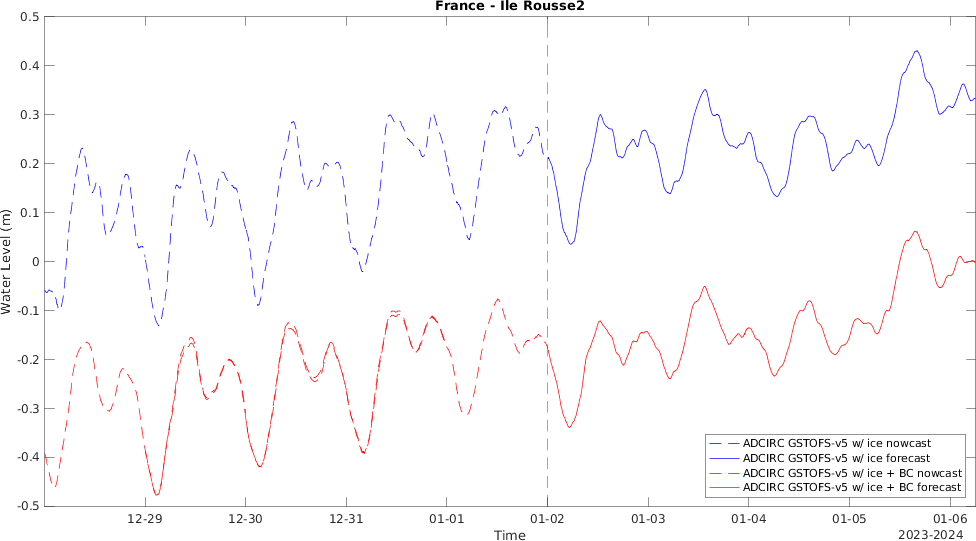 France - Ile Rousse2
Water Level (m)
0.5
0.4
0.3
0.2
0.1
0
-0.1
-0.2
-0.3
-0.4
-0.5
ADCIRC GSTOFS-v5 w/ ice nowcast
ADCIRC GSTOFS-v5 w/ ice forecast
ADCIRC GSTOFS-v5 w/ ice + BC nowcast
ADCIRC GSTOFS-v5 w/ ice + BC forecast
12-29 12-30 12-31 01-01 01-02 01-03 01-04 01-05 01-06
Time
2023-2024